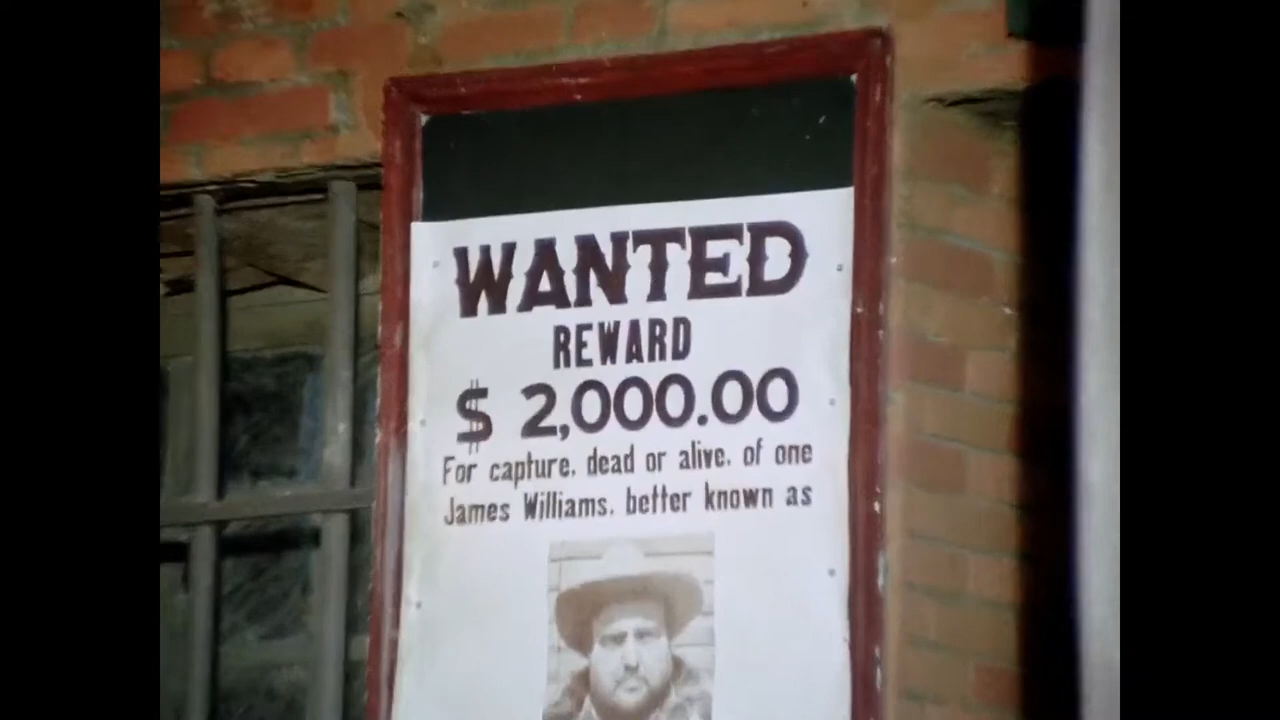 WANTED
REWARD
$ 2,000.00
For capture, dead or alive, of one
James Williams, better known as